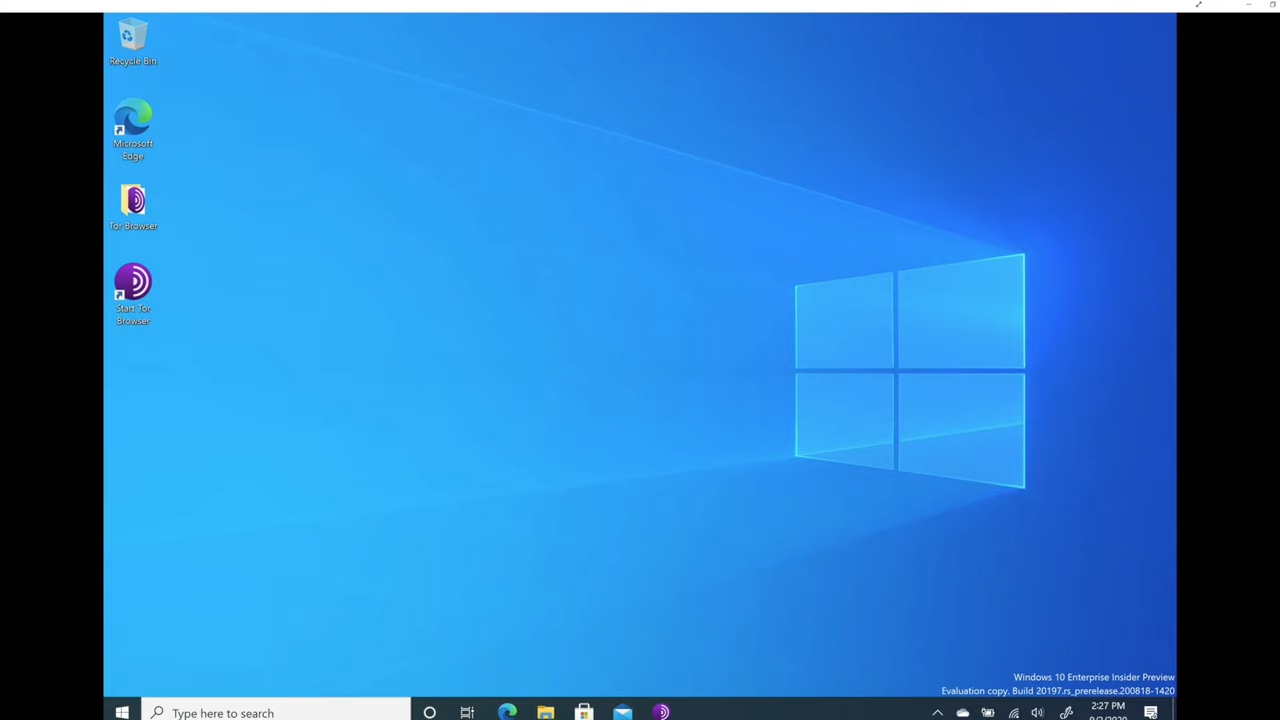 Recycle Bin
Microsoft
Edge
Tor Browser
Start Tor
Browser
Windows 10 Enterprise Insider Preview
Evaluation copy. Build 20197.rs_prerelease.200818-1420
Type here to search
2:27 PM